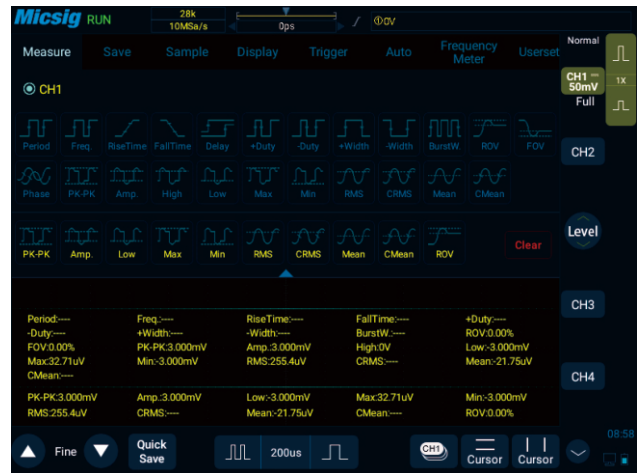 Micsig RUN 28k 10MSa/s 0ps 0V
Normal
Measure Save Sample Display Trigger Auto Frequency Meter Userset
CH1 50mV 1X
Full
CH1
Period Freq. RiseTime FallTime Delay +Duty -Duty +Width -Width BurstW ROV FOV
CH2
Phase PK-PK Amp. High Low Max Min RMS CRMS Mean CMean
Level
PK-PK Amp. Low Max Min RMS CRMS Mean CMean ROV Clear
CH3
Period:---- Freq.:---- RiseTime:---- FallTime:---- +Duty:----
-Duty:---- +Width:---- -Width:---- BurstW.:---- ROV:0.00%
FOV:0.00% PK-PK:3.000mV Amp.:3.000mV High:0V Low:-3.000mV
Max:32.71uV Min:-3.000mV RMS:255.4uV CRMS:---- Mean:-21.75uV
CMean:----
CH4
PK-PK:3.000mV Amp.:3.000mV Low:-3.000mV Max:32.71uV Min:-3.000mV
RMS:255.4uV CRMS:---- Mean:-21.75uV CMean:---- ROV:0.00%
08:58
Fine Quick Save 200us CH1 Cursor Cursor